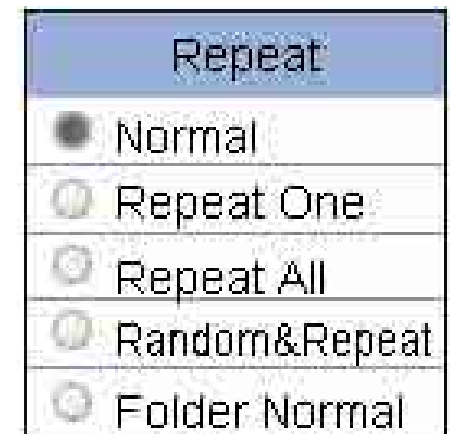 Repeat
Normal
Repeat One
Repeat All
Random&Repeat
Folder Normal